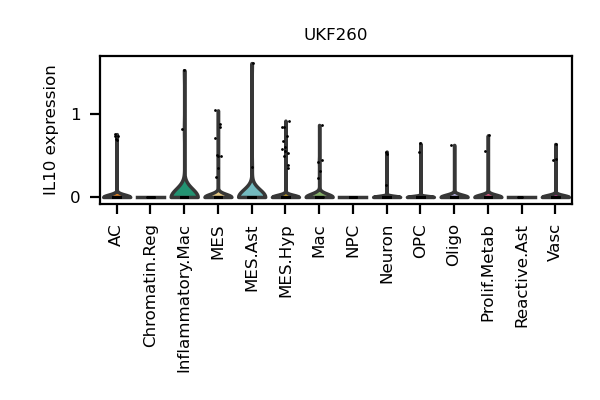 UKF260
IL10 expression
1
0
AC
Chromatin.Reg
Inflammatory.Mac
MES
MES.Ast
MES.Hyp
Mac
NPC
Neuron
OPC
Oligo
Prolif.Metab
Reactive.Ast
Vasc